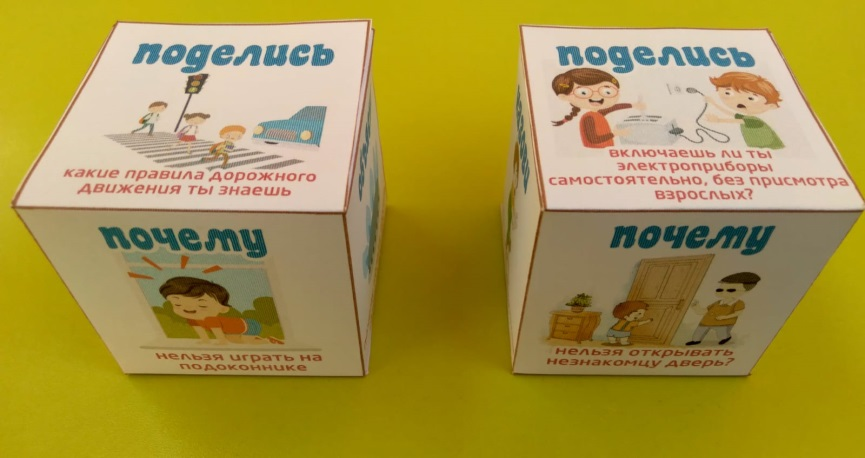 поделись
какие правила дорожного
движения ты знаешь
почему
нельзя играть на
подоконнике
поделись
включаешь ли ты
электроприборы
самостоятельно, без присмотра
взрослых?
почему
нельзя открывать
незнакомцу дверь?